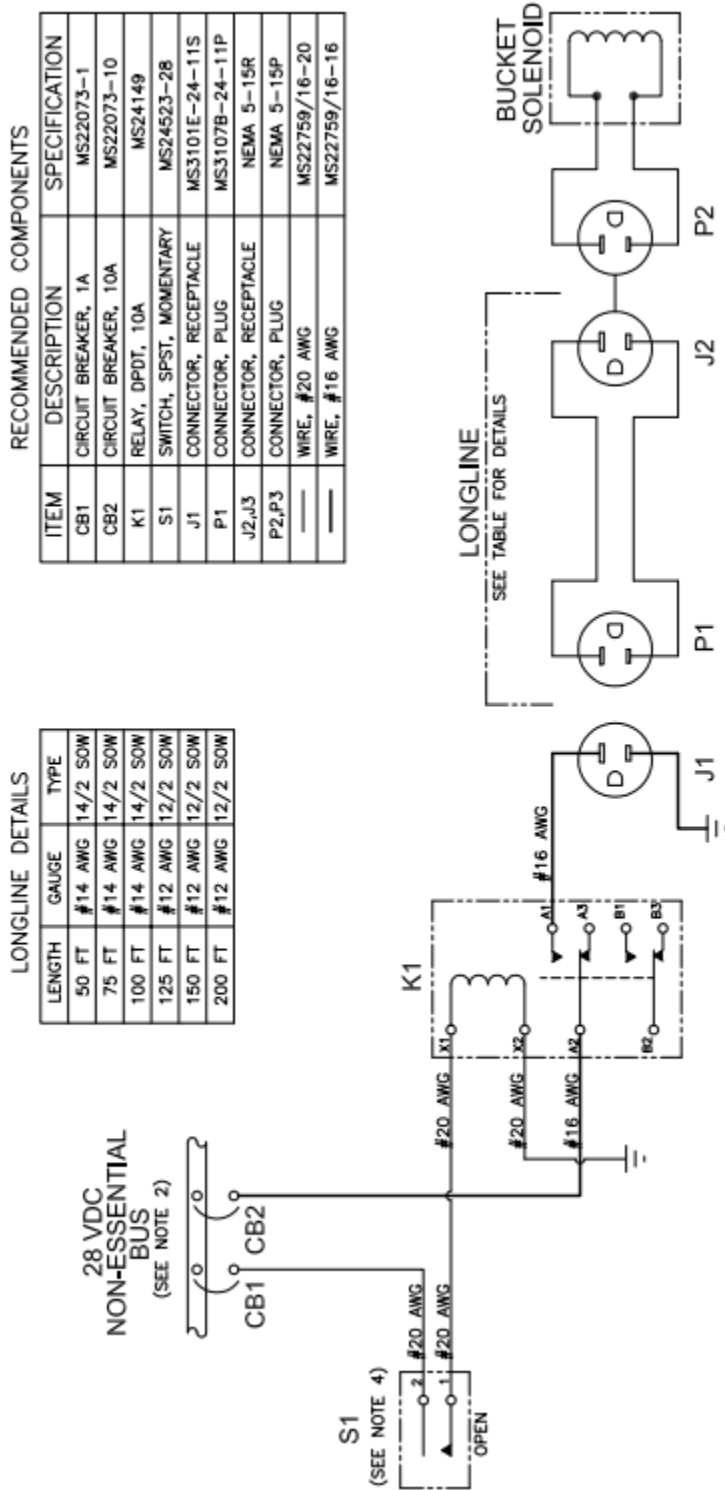 LONGLINE DETAILS
LENGTH GAUGE TYPE
50 FT #14 AWG 14/2 SOW
75 FT #14 AWG 14/2 SOW
100 FT #14 AWG 14/2 SOW
125 FT #12 AWG 12/2 SOW
150 FT #12 AWG 12/2 SOW
200 FT #12 AWG 12/2 SOW
RECOMMENDED COMPONENTS
ITEM DESCRIPTION SPECIFICATION
CB1 CIRCUIT BREAKER, 1A MS22073-1
CB2 CIRCUIT BREAKER, 10A MS22073-10
K1 RELAY, DPDT, 10A MS24149
S1 SWITCH, SPST, MOMENTARY MS24523-28
J1 CONNECTOR, RECEPTACLE MS3101E-24-11S
P1 CONNECTOR, PLUG MS3107B-24-11P
J2,J3 CONNECTOR, RECEPTACLE NEMA 5-15R
P2,P3 CONNECTOR, PLUG NEMA 5-15P
WIRE, #20 AWG MS22759/16-20
WIRE, #16 AWG MS22759/16-16
28 VDC
NON-ESSENTIAL
BUS
(SEE NOTE 2)
CB1
CB2
S1
(SEE NOTE 4)
2
1
OPEN
#20 AWG
#20 AWG
#20 AWG
#20 AWG
#16 AWG
K1
X1
X2
A2
B2
A1
A3
B1
B3
#16 AWG
J1
LONGLINE
SEE TABLE FOR DETAILS
P1
J2
P2
BUCKET
SOLENOID